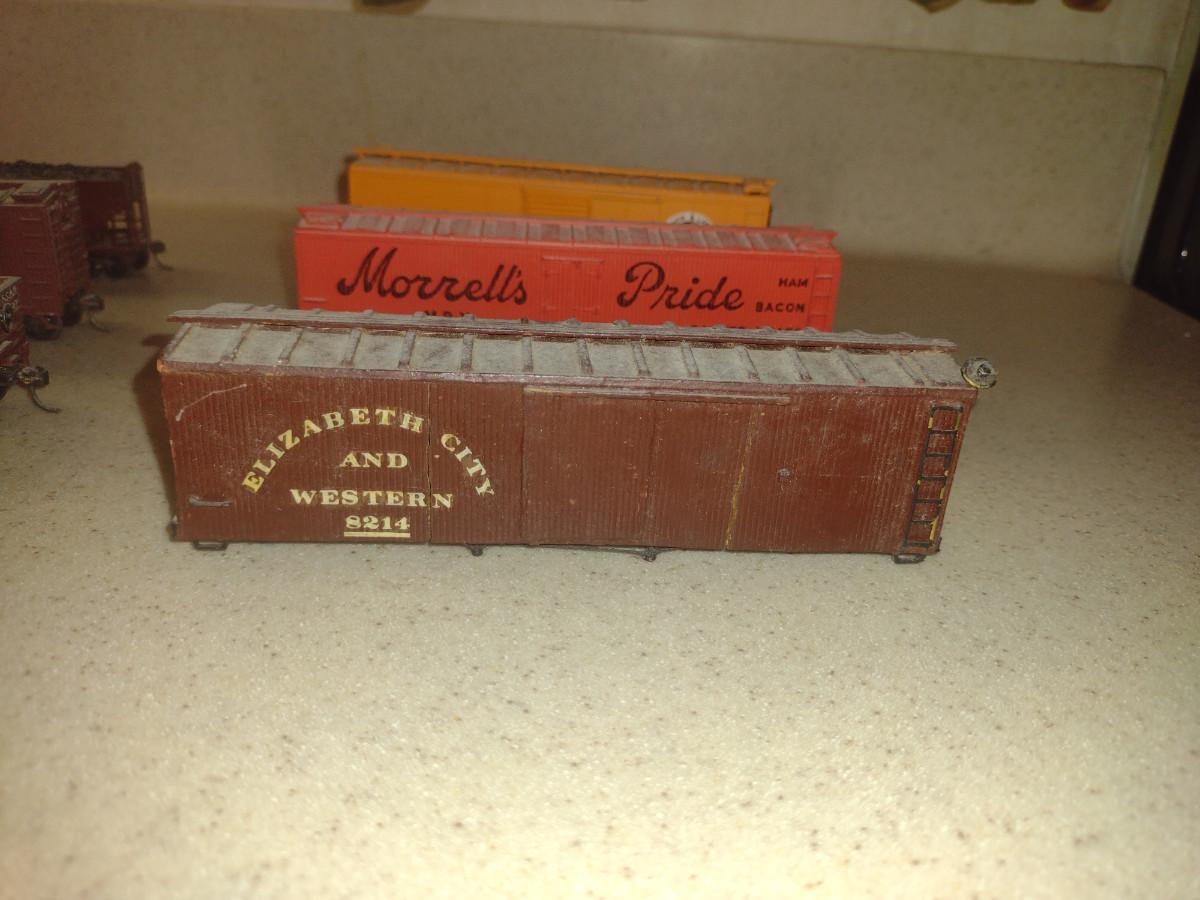 Morrell's Pride
HAM
BACON
ELIZABETH CITY
AND
WESTERN
8214